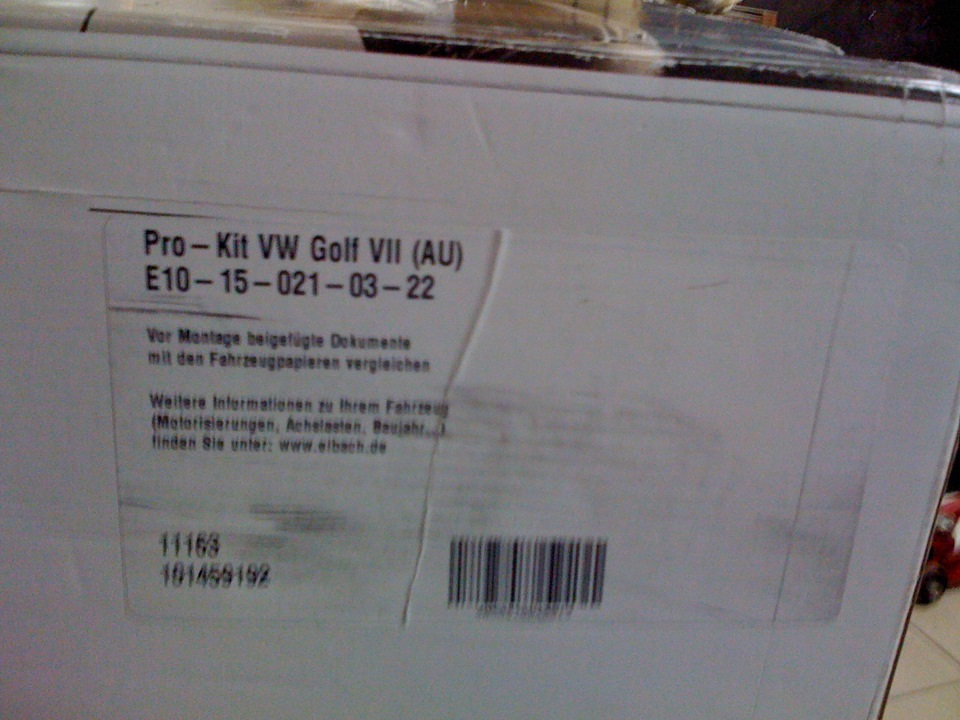 Pro-Kit VW Golf VII (AU)
E10-15-021-03-22
Vor Montage beigefügte Dokumente
mit den Fahrzeugpapieren vergleichen
Weitere Informationen zu Ihrem Fahrzeug
(Motorisierungen, Achslasten, Baujahr...)
finden Sie unter: www.eibach.de
11163
101459192